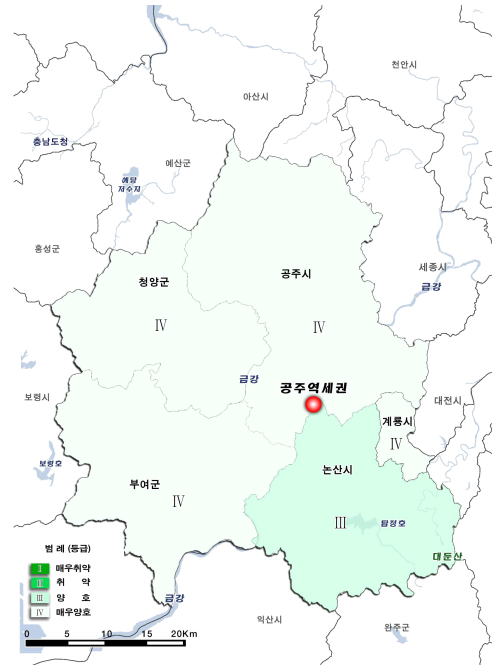 천안시
아산시
충남도청
예산군
예당
저수지
홍성군
세종시
공주시
청양군
금강
Ⅳ
Ⅳ
금강
공주역세권
보령시
대전시
계룡시
Ⅳ
보령호
논산시
부여군
Ⅳ
Ⅲ
탑정호
대둔산
범 례 (등급)
Ⅰ 매우취약
Ⅱ 취 약
Ⅲ 양 호
Ⅳ 매우양호
금강
익산시
완주군
0 5 10 15 20Km